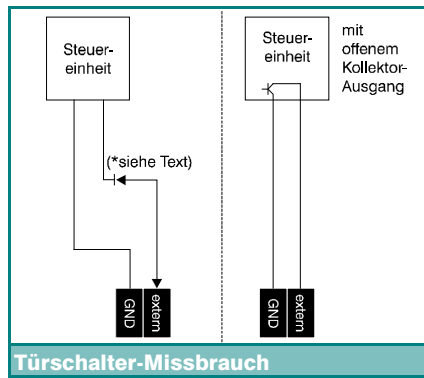 Steuer-
einheit
(*siehe Text)
GND
extern
Steuer-
einheit
mit
offenem
Kollektor-
Ausgang
GND
extern
Türschalter-Missbrauch